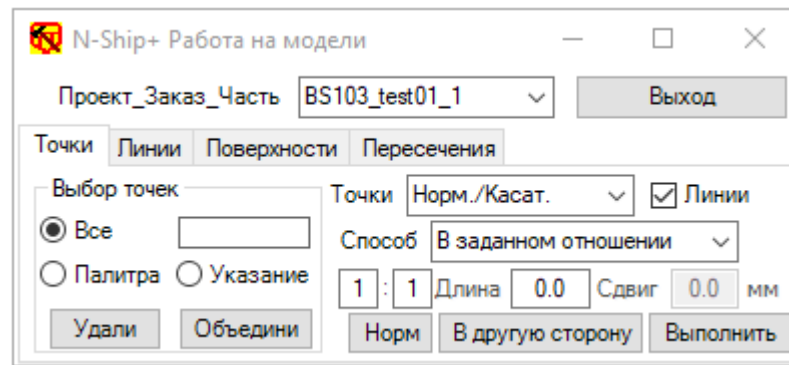 N-Ship+ Работа на модели
Проект_Заказ_Часть BS103_test01_1 Выход
Точки Линии Поверхности Пересечения
Выбор точек Точки Норм./Касат. Линии
Все Способ В заданном отношении
Палитра Указание 1 : 1 Длина 0.0 Сдвиг 0.0 мм
Удали Объедини Норм В другую сторону Выполнить